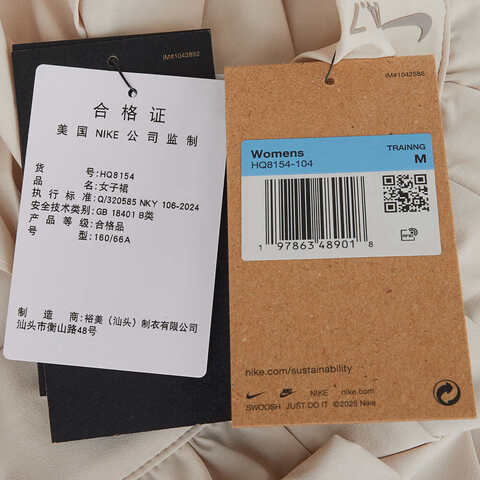 IM#1043892
合格证
美国 NIKE 公司监制
货号:HQ8154
品名:女子裙
执行标准:Q/320585 NKY 106-2024
安全技术类别:GB 18401 B类
产品等级:合格品
号型:160/66A
制造商:裕美（汕头）制衣有限公司
汕头市衡山路48号
Womens
HQ8154-104
TRAINNG
M
1 97863 48901 8
nike.com/sustainability
NIKE nike.com
SWOOSH JUST DO IT ©2025 Nike